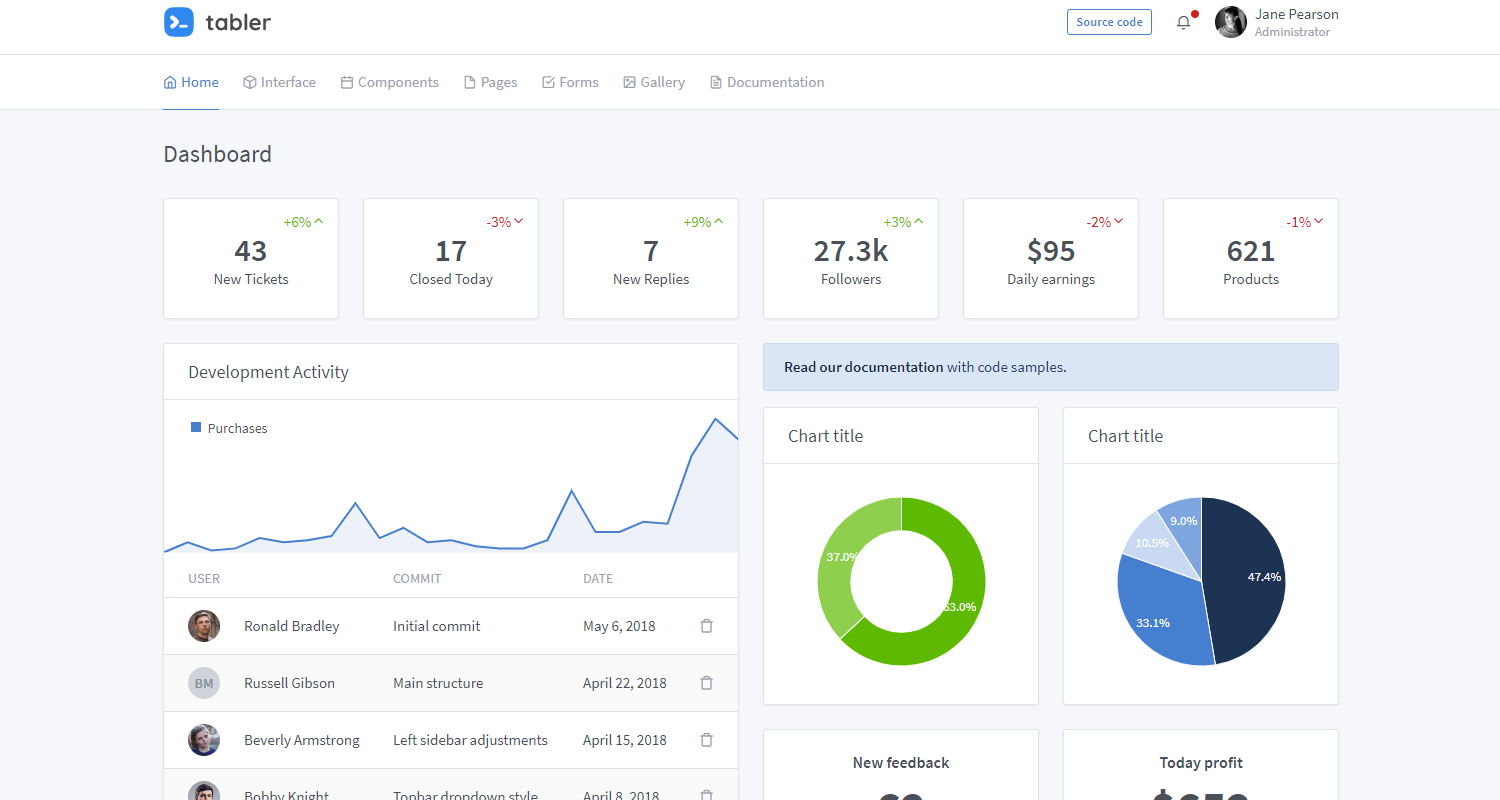 tabler
Source code
Jane Pearson
Administrator
Home Interface Components Pages Forms Gallery Documentation
Dashboard
+6%
43
New Tickets
-3%
17
Closed Today
+9%
7
New Replies
+3%
27.3k
Followers
-2%
$95
Daily earnings
-1%
621
Products
Development Activity
Purchases
USER COMMIT DATE
Ronald Bradley Initial commit May 6, 2018
BM Russell Gibson Main structure April 22, 2018
Beverly Armstrong Left sidebar adjustments April 15, 2018
Bobby Knight Topbar dropdown style April 8, 2018
Read our documentation with code samples.
Chart title
37.0%
63.0%
Chart title
9.0%
10.5%
47.4%
33.1%
New feedback
Today profit